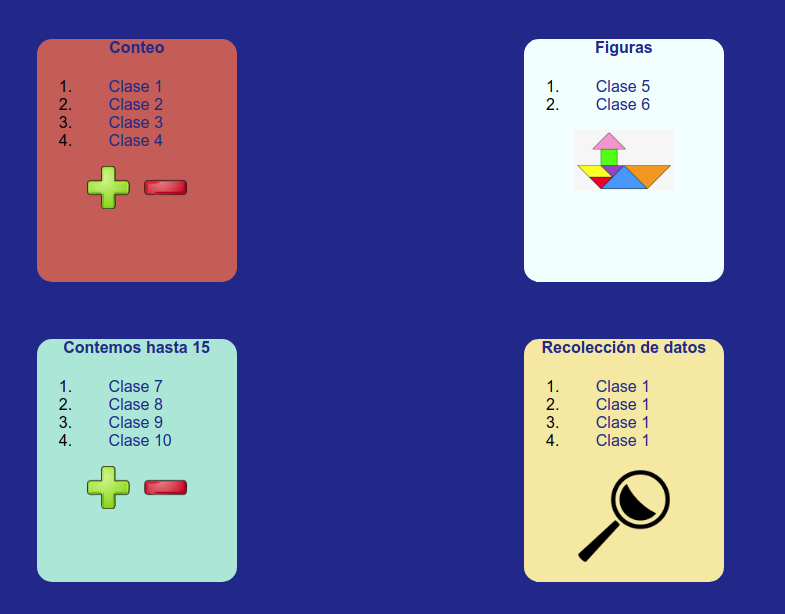 Conteo
1. Clase 1
2. Clase 2
3. Clase 3
4. Clase 4
Figuras
1. Clase 5
2. Clase 6
Contemos hasta 15
1. Clase 7
2. Clase 8
3. Clase 9
4. Clase 10
Recolección de datos
1. Clase 1
2. Clase 1
3. Clase 1
4. Clase 1